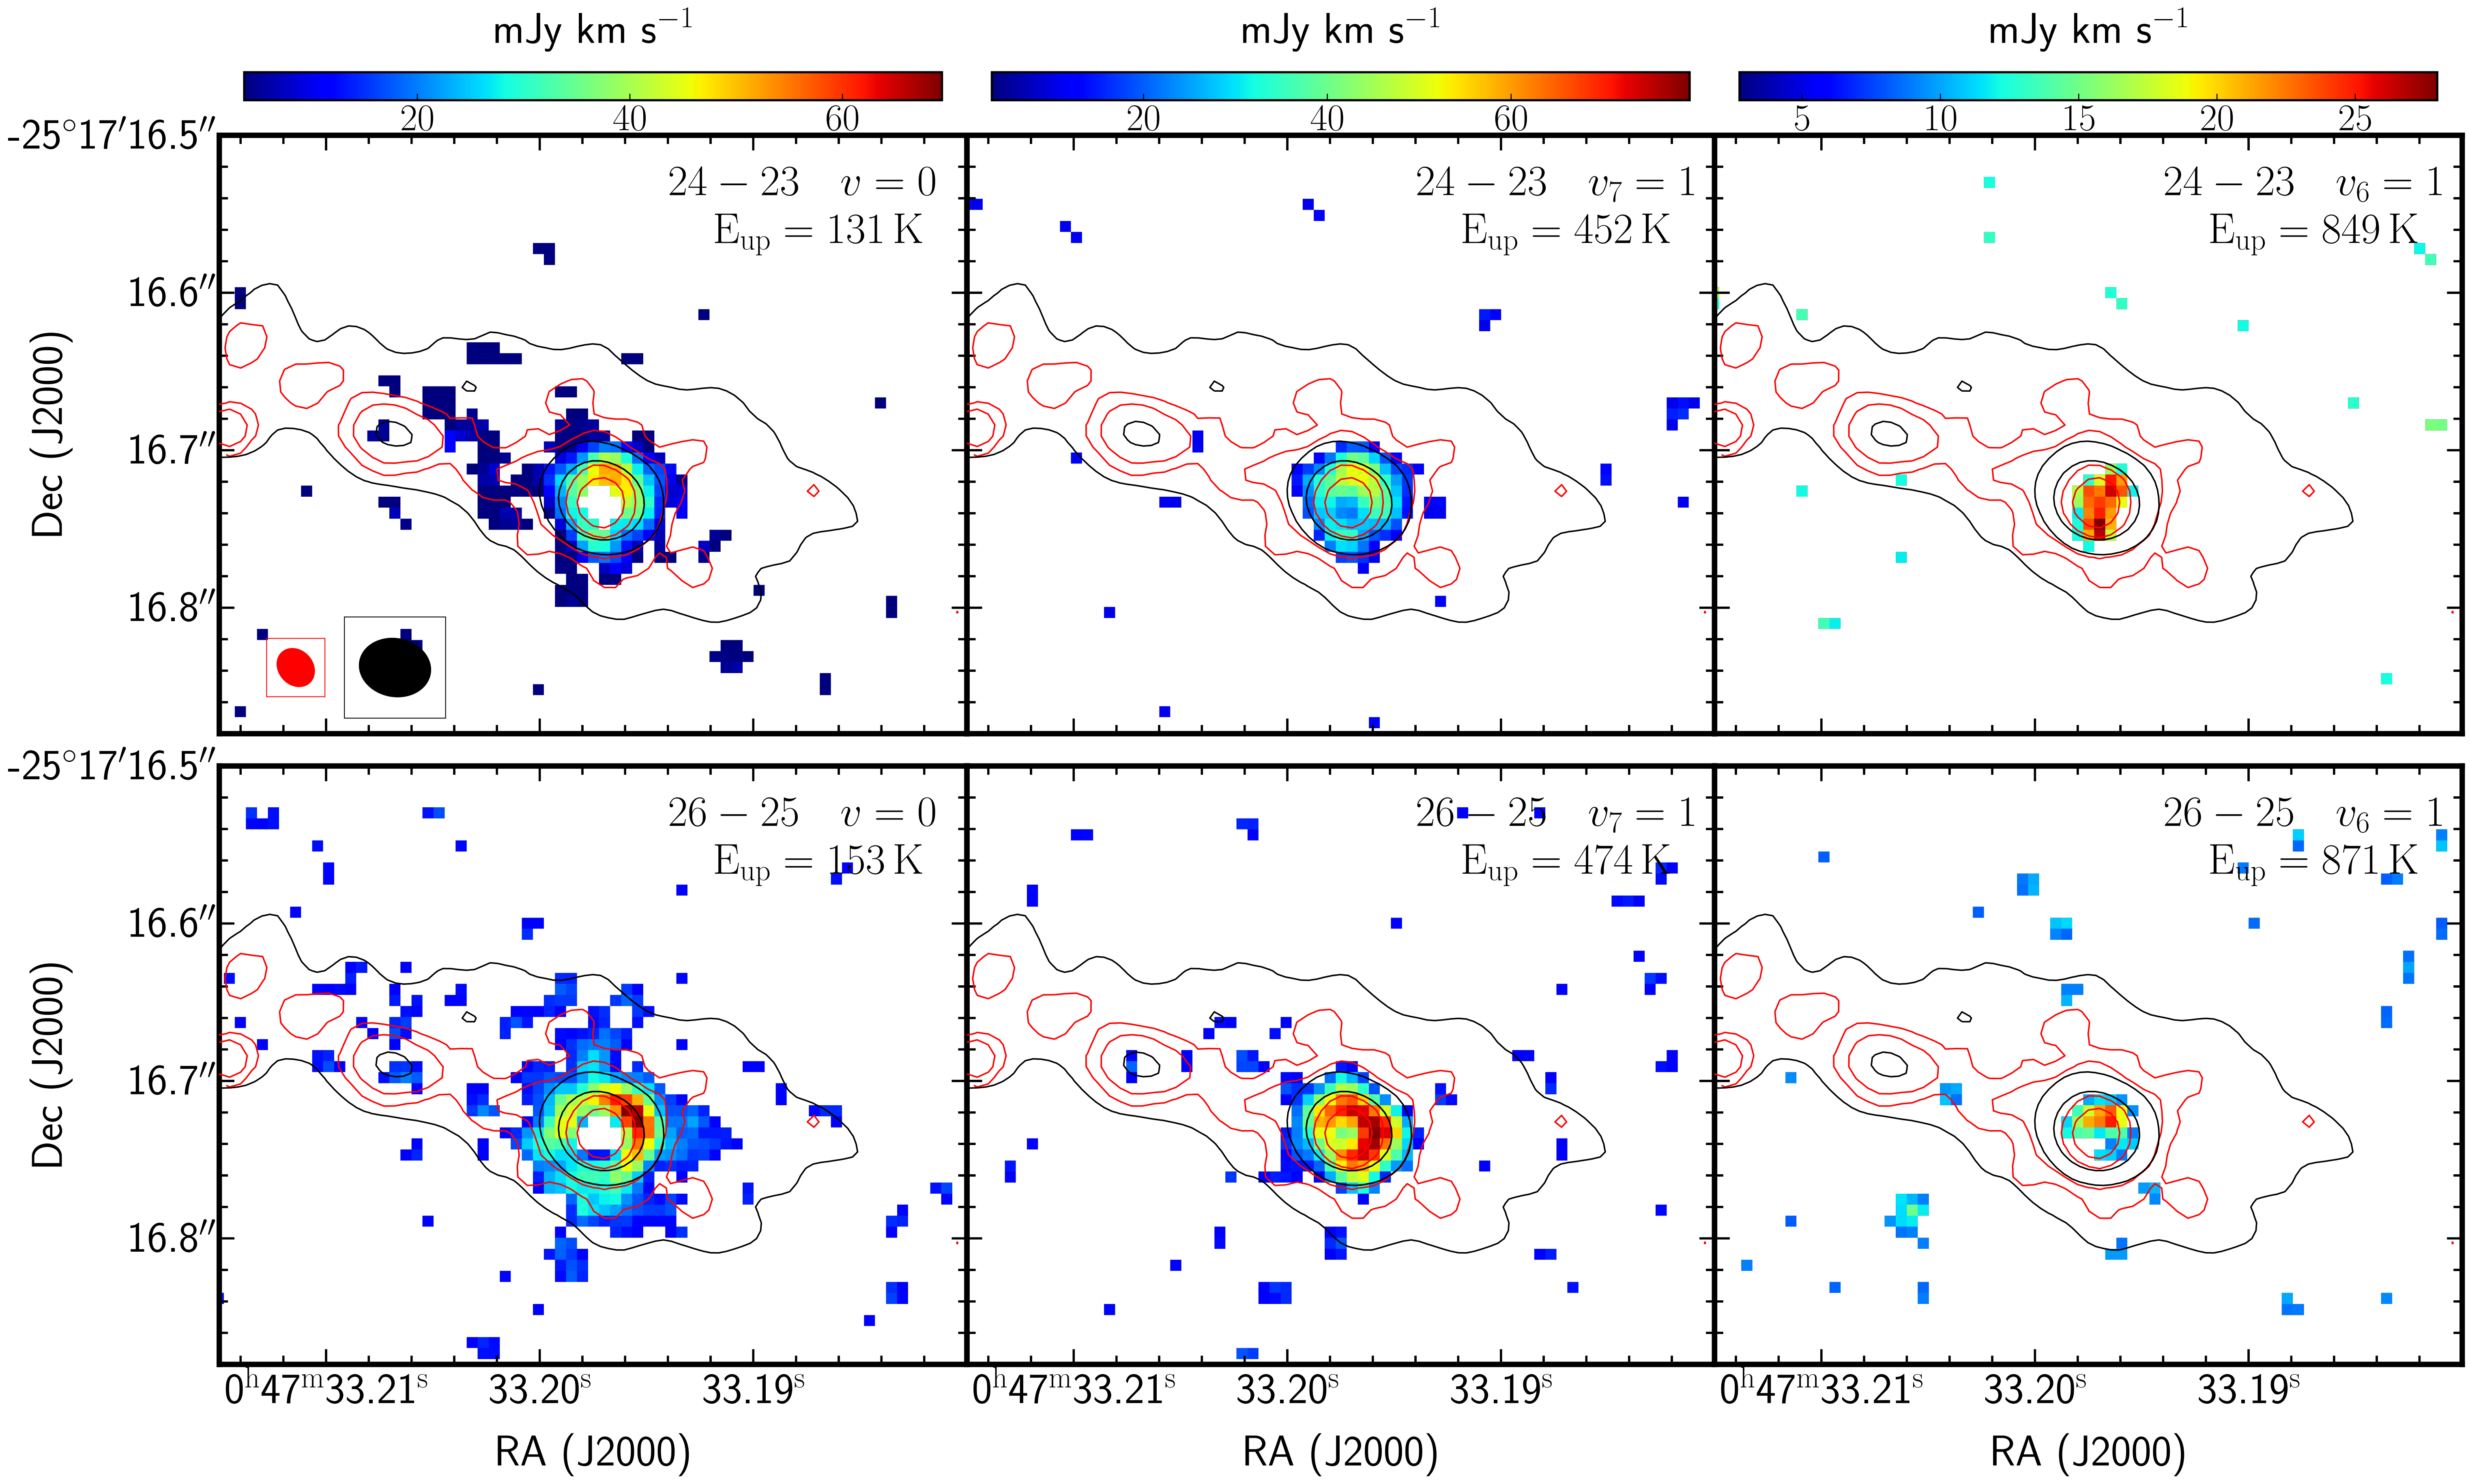 mJy km s⁻¹ mJy km s⁻¹ mJy km s⁻¹
20 40 60 20 40 60 5 10 15 20 25
-25°17′16.5″
24 − 23 v = 0
E_up = 131 K
24 − 23 v₇ = 1
E_up = 452 K
24 − 23 v₆ = 1
E_up = 849 K
16.6″
16.7″
16.8″
Dec (J2000)
-25°17′16.5″
26 − 25 v = 0
E_up = 153 K
26 − 25 v₇ = 1
E_up = 474 K
26 − 25 v₆ = 1
E_up = 871 K
16.6″
16.7″
16.8″
Dec (J2000)
0ʰ47ᵐ33.21ˢ 33.20ˢ 33.19ˢ 0ʰ47ᵐ33.21ˢ 33.20ˢ 33.19ˢ 0ʰ47ᵐ33.21ˢ 33.20ˢ 33.19ˢ
RA (J2000) RA (J2000) RA (J2000)